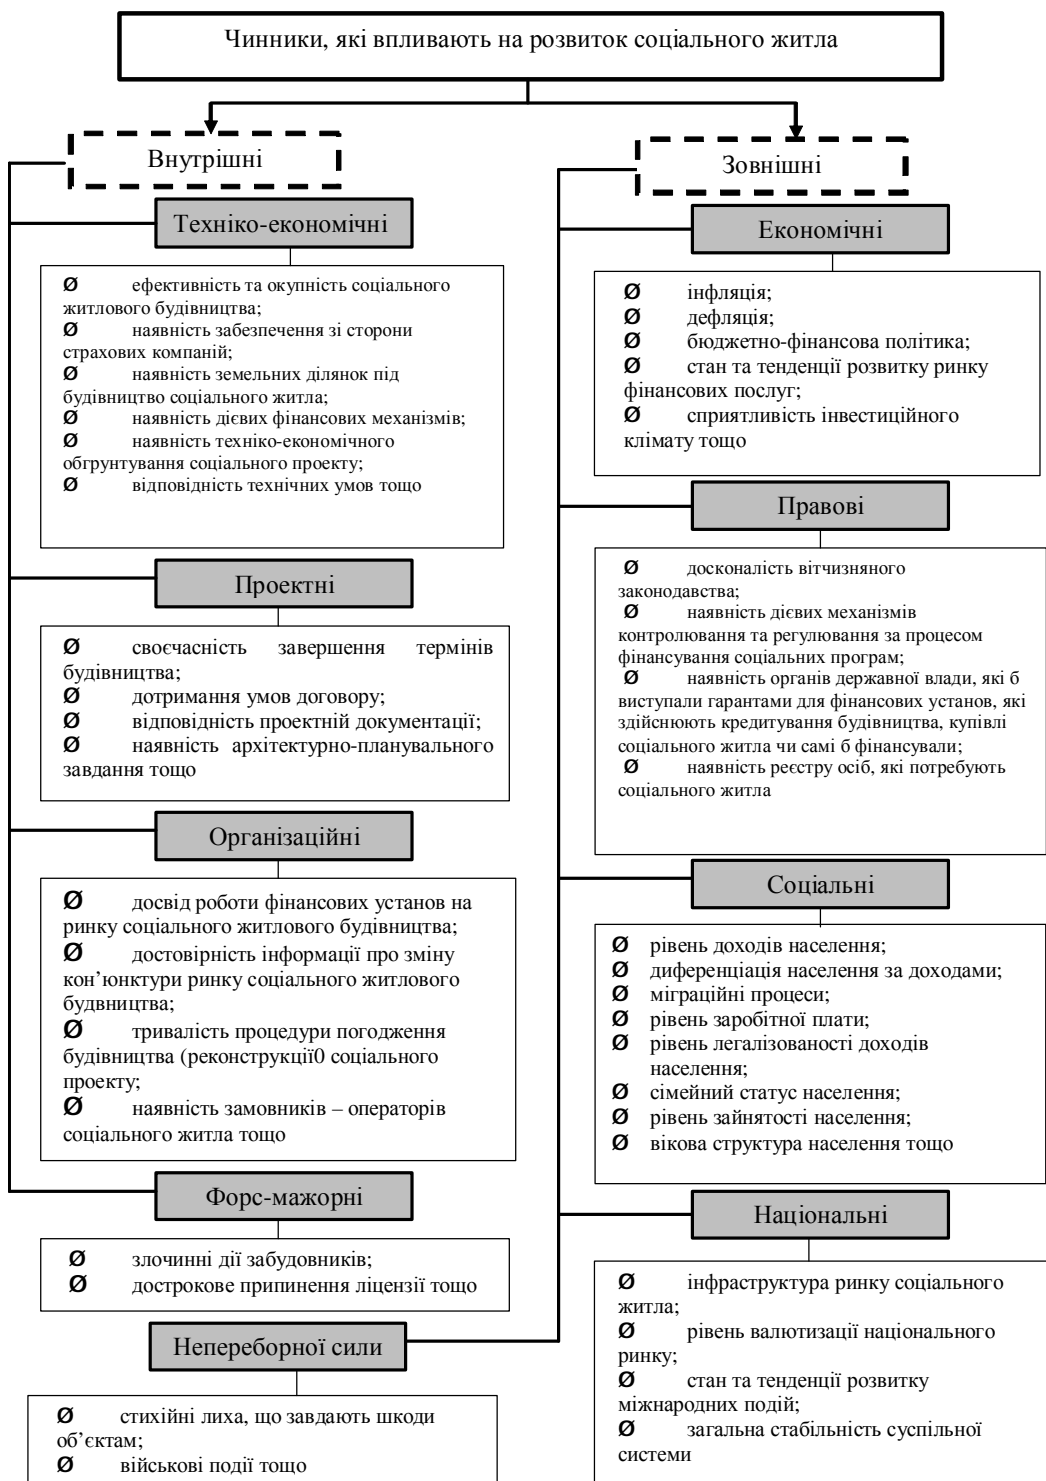 Чинники, які впливають на розвиток соціального житла
Внутрішні
Техніко-економічні
Ø ефективність та окупність соціального
житлового будівництва;
Ø наявність забезпечення зі сторони
страхових компаній;
Ø наявність земельних ділянок під
будівництво соціального житла;
Ø наявність дієвих фінансових механізмів;
Ø наявність техніко-економічного
обгрунтування соціального проекту;
Ø відповідність технічних умов тощо
Проектні
Ø своєчасність завершення термінів
будівництва;
Ø дотримання умов договору;
Ø відповідність проектній документації;
Ø наявність архітектурно-планувального
завдання тощо
Організаційні
Ø досвід роботи фінансових установ на
ринку соціального житлового будівництва;
Ø достовірність інформації про зміну
кон’юнктури ринку соціального житлового
будвництва;
Ø тривалість процедури погодження
будівництва (реконструкції0 соціального
проекту;
Ø наявність замовників – операторів
соціального житла тощо
Форс-мажорні
Ø злочинні дії забудовників;
Ø дострокове припинення ліцензії тощо
Зовнішні
Економічні
Ø інфляція;
Ø дефляція;
Ø бюджетно-фінансова політика;
Ø стан та тенденції розвитку ринку
фінансових послуг;
Ø сприятливість інвестиційного
клімату тощо
Правові
Ø досконалість вітчизняного
законодавства;
Ø наявність дієвих механізмів
контролювання та регулювання за процесом
фінансування соціальних програм;
Ø наявність органів державної влади, які б
виступали гарантами для фінансових установ, які
здійснюють кредитування будівництва, купівлі
соціального житла чи самі б фінансували;
Ø наявність реєстру осіб, які потребують
соціального житла
Соціальні
Ø рівень доходів населення;
Ø диференціація населення за доходами;
Ø міграційні процеси;
Ø рівень заробітної плати;
Ø рівень легалізованості доходів
населення;
Ø сімейний статус населення;
Ø рівень зайнятості населення;
Ø вікова структура населення тощо
Національні
Ø інфраструктура ринку соціального
житла;
Ø рівень валютизації національного
ринку;
Ø стан та тенденції розвитку
міжнародних подій;
Ø загальна стабільність суспільної
системи
Непереборної сили
Ø стихійні лиха, що завдають шкоди
об’єктам;
Ø військові події тощо